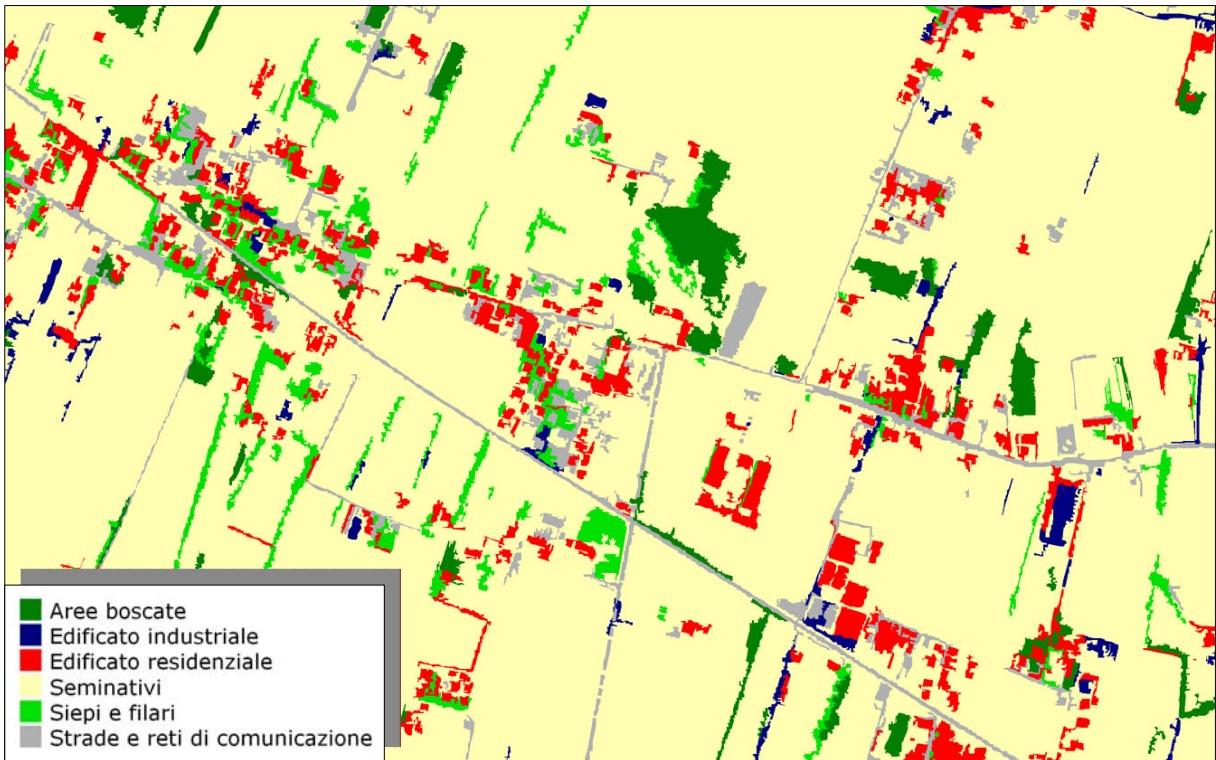 Aree boscate
Edificato industriale
Edificato residenziale
Seminativi
Siepi e filari
Strade e reti di comunicazione